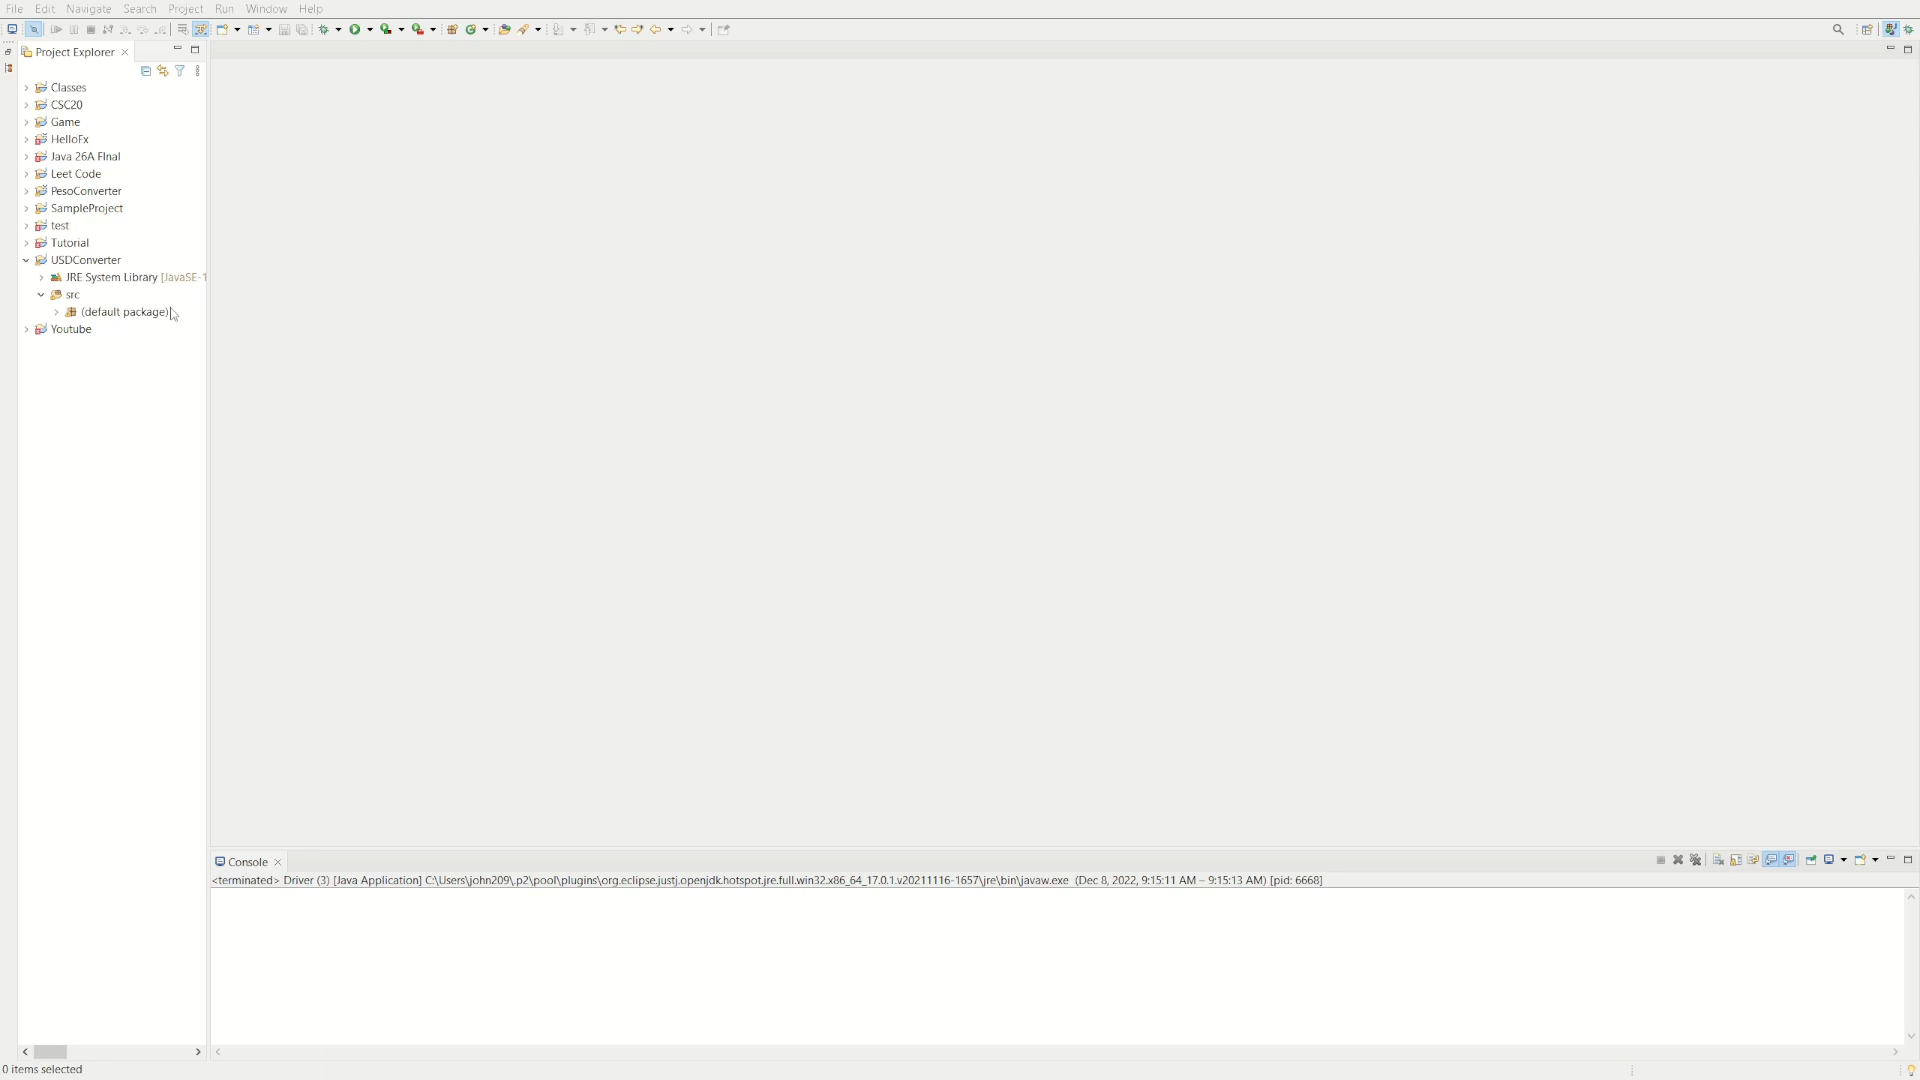 File Edit Navigate Search Project Run Window Help
Project Explorer
Classes
CSC20
Game
HelloFx
Java 26A FInal
Leet Code
PesoConverter
SampleProject
test
Tutorial
USDConverter
JRE System Library [JavaSE-1
src
(default package)
Youtube
Console
<terminated> Driver (3) [Java Application] C:\Users\john209\.p2\pool\plugins\org.eclipse.justj.openjdk.hotspot.jre.full.win32.x86_64_17.0.1.v20211116-1657\jre\bin\javaw.exe (Dec 8, 2022, 9:15:11 AM – 9:15:13 AM) [pid: 6668]
0 items selected